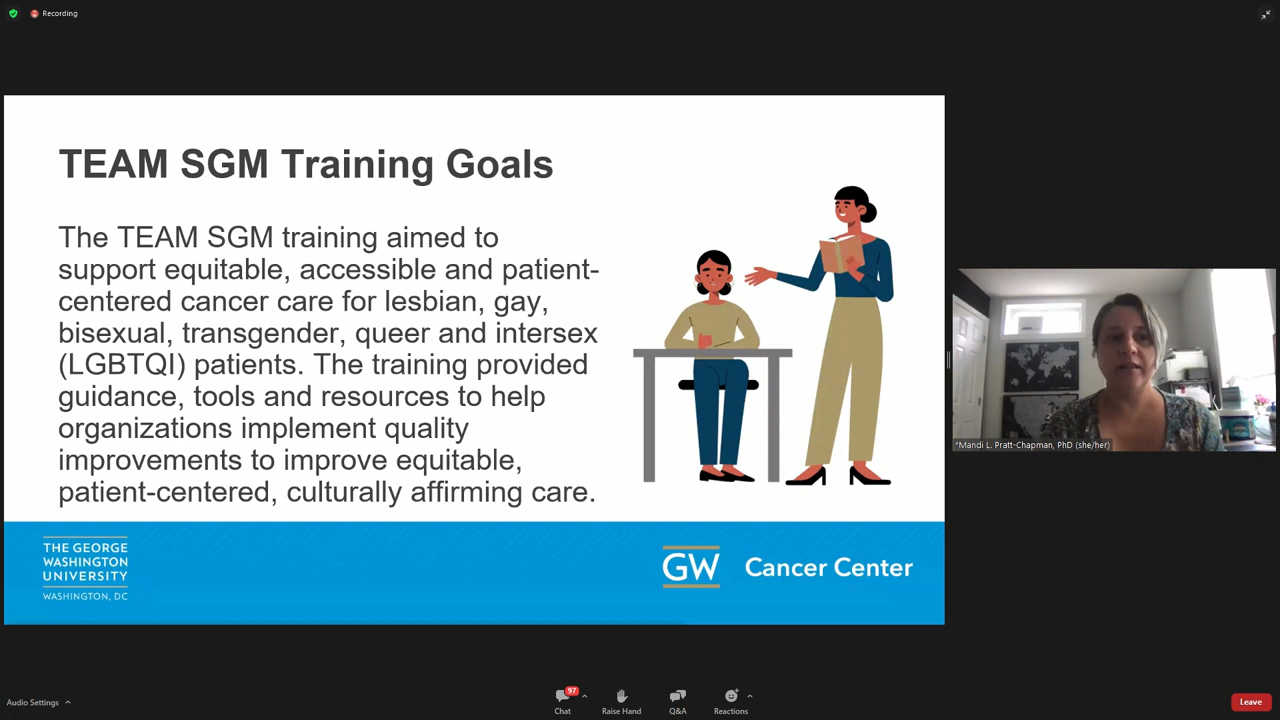 Recording
TEAM SGM Training Goals
The TEAM SGM training aimed to
support equitable, accessible and patient-
centered cancer care for lesbian, gay,
bisexual, transgender, queer and intersex
(LGBTQI) patients. The training provided
guidance, tools and resources to help
organizations implement quality
improvements to improve equitable,
patient-centered, culturally affirming care.
THE GEORGE
WASHINGTON
UNIVERSITY
WASHINGTON, DC
GW Cancer Center
*Mandi L. Pratt-Chapman, PhD (she/her)
Audio Settings
97
Chat
Raise Hand
Q&A
Reactions
Leave